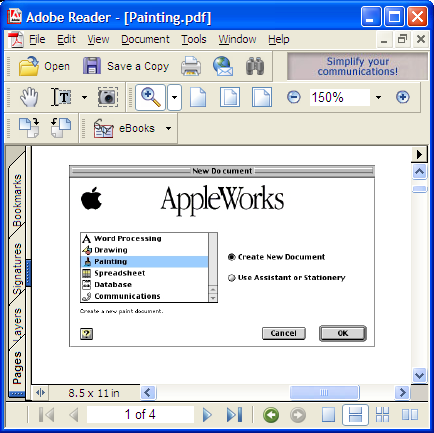 Adobe Reader - [Painting.pdf]
File Edit View Document Tools Window Help
Open Save a Copy
Simplify your
communications!
150%
eBooks
Bookmarks
Signatures
Layers
Pages
New Document
AppleWorks
Word Processing
Drawing
Painting
Spreadsheet
Database
Communications
Create New Document
Use Assistant or Stationery
Create a new paint document.
?
Cancel OK
8.5 x 11 in
1 of 4